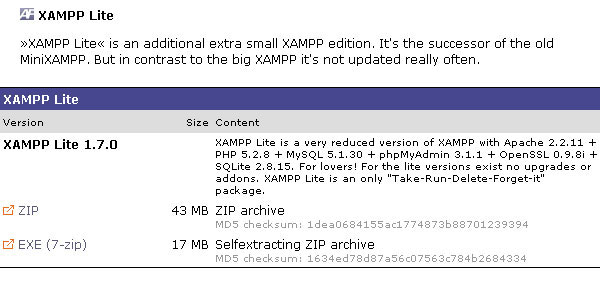 XAMPP Lite
»XAMPP Lite« is an additional extra small XAMPP edition. It's the successor of the old
MiniXAMPP. But in contrast to the big XAMPP it's not updated really often.
XAMPP Lite
Version Size Content
XAMPP Lite 1.7.0 XAMPP Lite is a very reduced version of XAMPP with Apache 2.2.11 +
PHP 5.2.8 + MySQL 5.1.30 + phpMyAdmin 3.1.1 + OpenSSL 0.9.8i +
SQLite 2.8.15. For lovers! For the lite versions exist no upgrades or
addons. XAMPP Lite is an only "Take-Run-Delete-Forget-it"
package.
ZIP 43 MB ZIP archive
MD5 checksum: 1dea0684155ac1774873b88701239394
EXE (7-zip) 17 MB Selfextracting ZIP archive
MD5 checksum: 1634ed78d87a56c07563c784b2684334